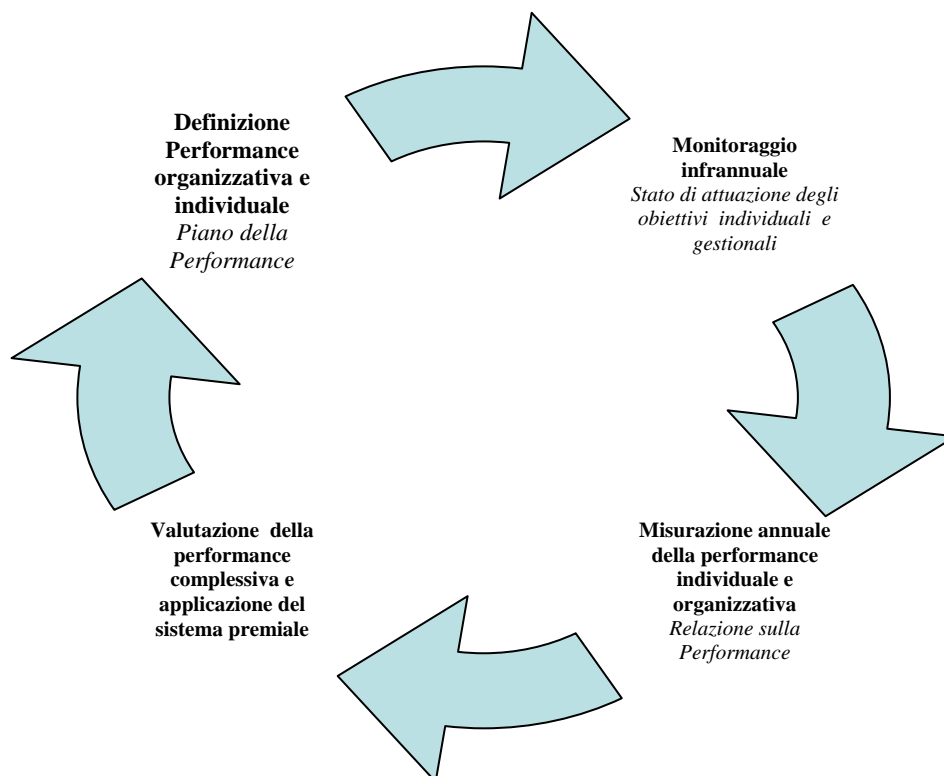 Definizione
Performance
organizzativa e
individuale
Piano della
Performance
Monitoraggio
infrannuale
Stato di attuazione degli
obiettivi individuali e
gestionali
Misurazione annuale
della performance
individuale e
organizzativa
Relazione sulla
Performance
Valutazione della
performance
complessiva e
applicazione del
sistema premiale